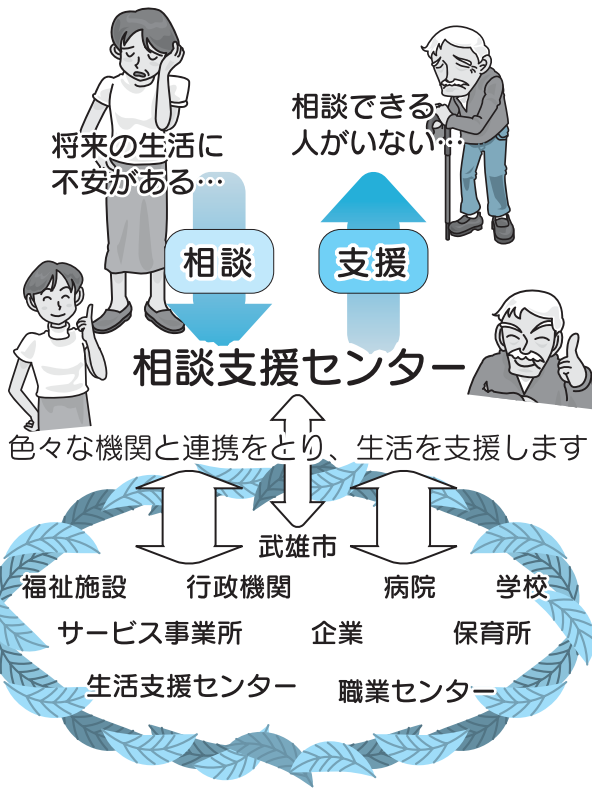 将来の生活に
不安がある…
相談できる
人がいない…
相談
支援
相談支援センター
色々な機関と連携をとり、生活を支援します
武雄市
福祉施設 行政機関 病院 学校
サービス事業所 企業 保育所
生活支援センター 職業センター